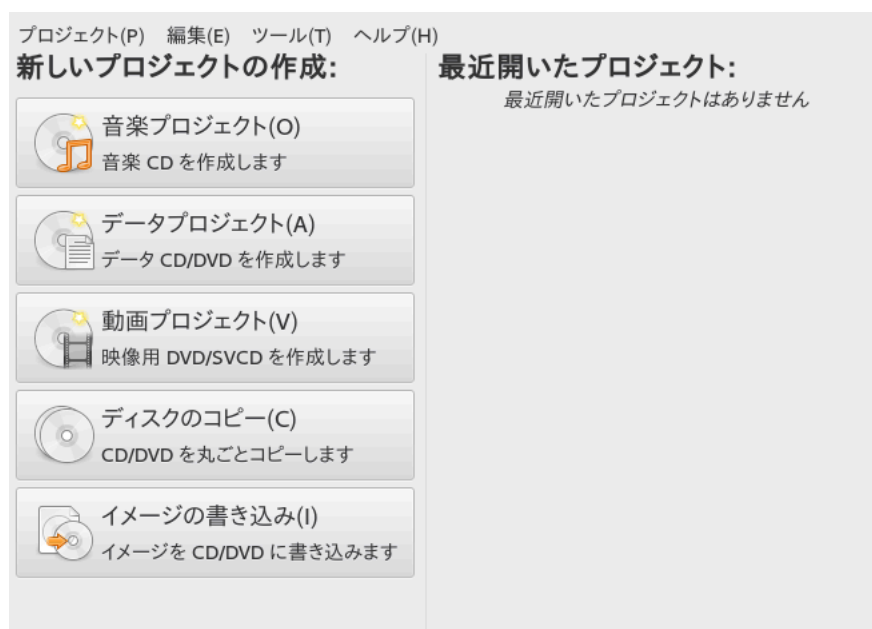 プロジェクト(P) 編集(E) ツール(T) ヘルプ(H)
新しいプロジェクトの作成:
音楽プロジェクト(O)
音楽 CD を作成します
データプロジェクト(A)
データ CD/DVD を作成します
動画プロジェクト(V)
映像用 DVD/SVCD を作成します
ディスクのコピー(C)
CD/DVD を丸ごとコピーします
イメージの書き込み(I)
イメージを CD/DVD に書き込みます
最近開いたプロジェクト:
最近開いたプロジェクトはありません